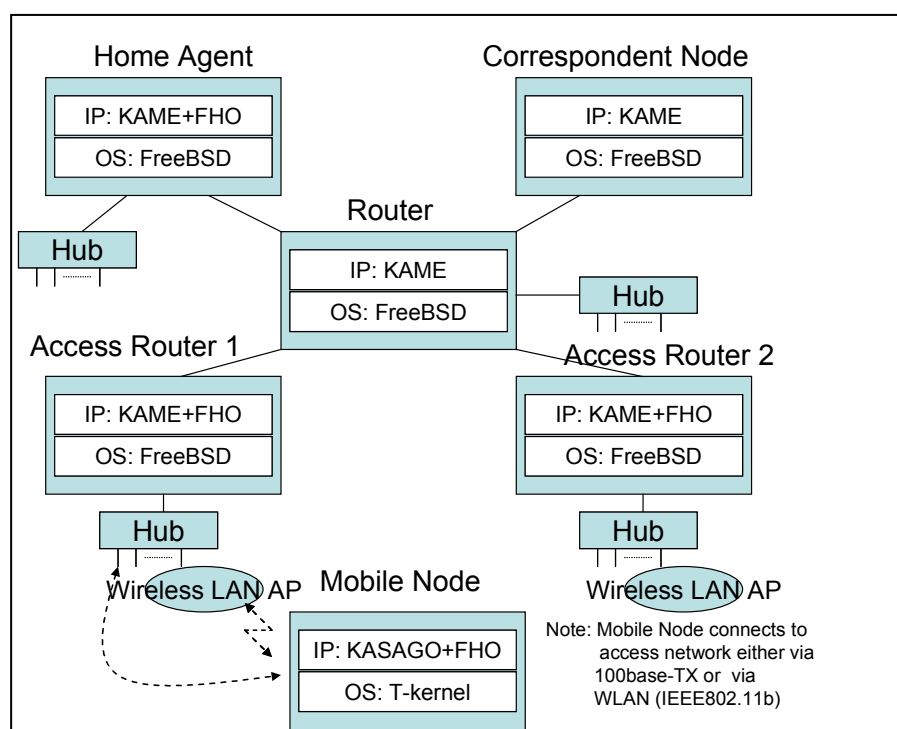 Home Agent
IP: KAME+FHO
OS: FreeBSD
Correspondent Node
IP: KAME
OS: FreeBSD
Hub
Router
IP: KAME
OS: FreeBSD
Hub
Access Router 1
IP: KAME+FHO
OS: FreeBSD
Access Router 2
IP: KAME+FHO
OS: FreeBSD
Hub
Wireless LAN AP
Hub
Wireless LAN AP
Mobile Node
IP: KASAGO+FHO
OS: T-kernel
Note: Mobile Node connects to
access network either via
100base-TX or via
WLAN (IEEE802.11b)